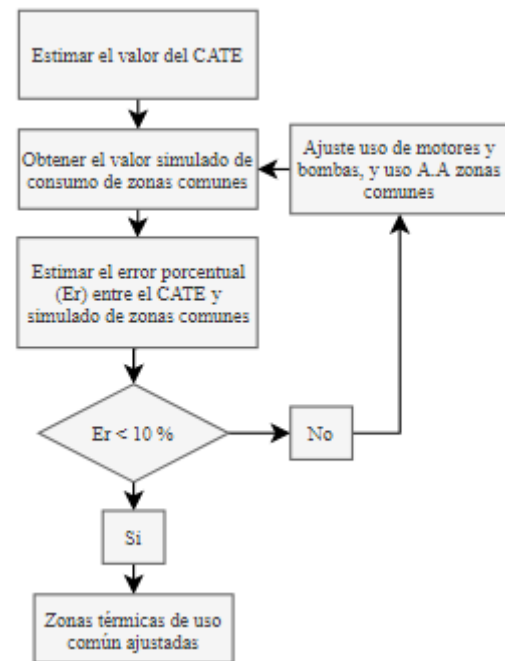 Estimar el valor del CATE
Obtener el valor simulado de
consumo de zonas comunes
Ajuste uso de motores y
bombas, y uso A.A zonas
comunes
Estimar el error porcentual
(Er) entre el CATE y
simulado de zonas comunes
Er < 10 %
No
Si
Zonas térmicas de uso
común ajustadas